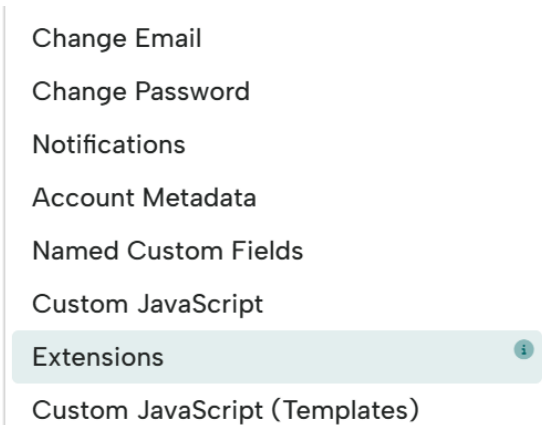 Change Email
Change Password
Notifications
Account Metadata
Named Custom Fields
Custom JavaScript
Extensions
Custom JavaScript (Templates)